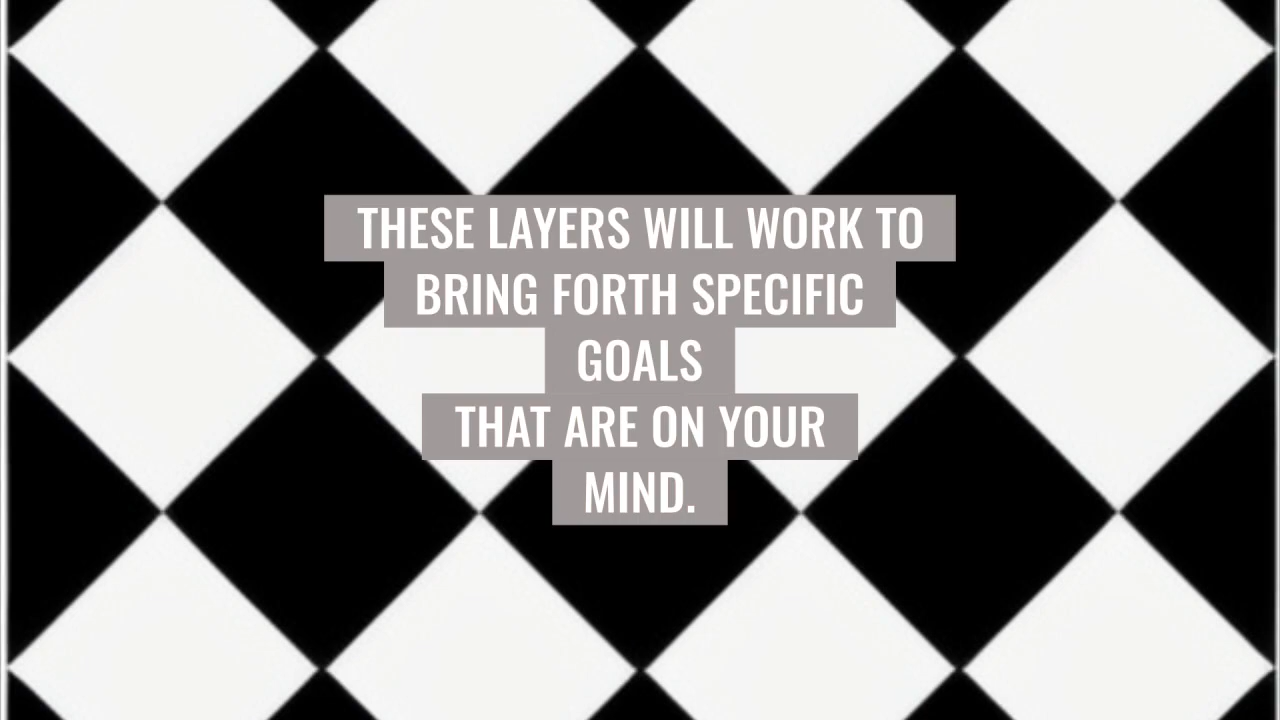 THESE LAYERS WILL WORK TO
BRING FORTH SPECIFIC
GOALS
THAT ARE ON YOUR
MIND.